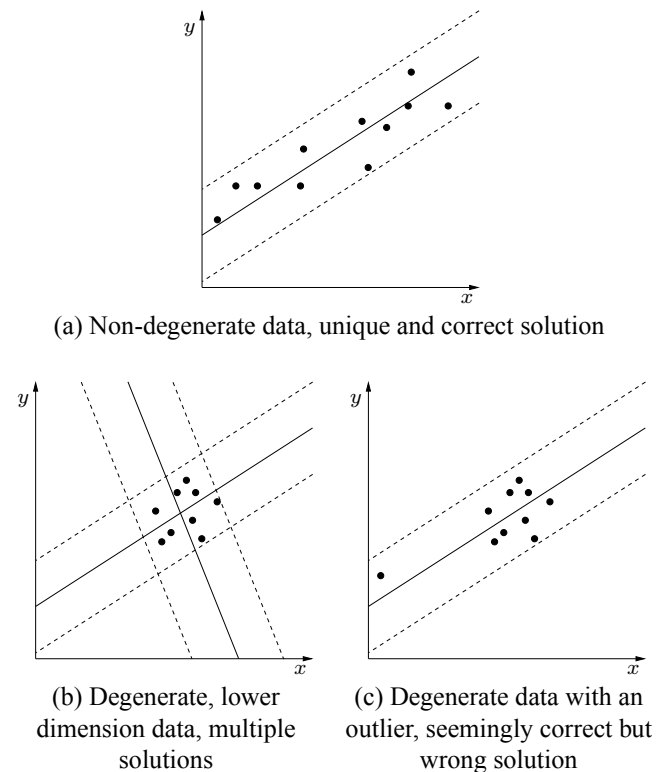 y
x
(a) Non-degenerate data, unique and correct solution
y
x
(b) Degenerate, lower
dimension data, multiple
solutions
y
x
(c) Degenerate data with an
outlier, seemingly correct but
wrong solution